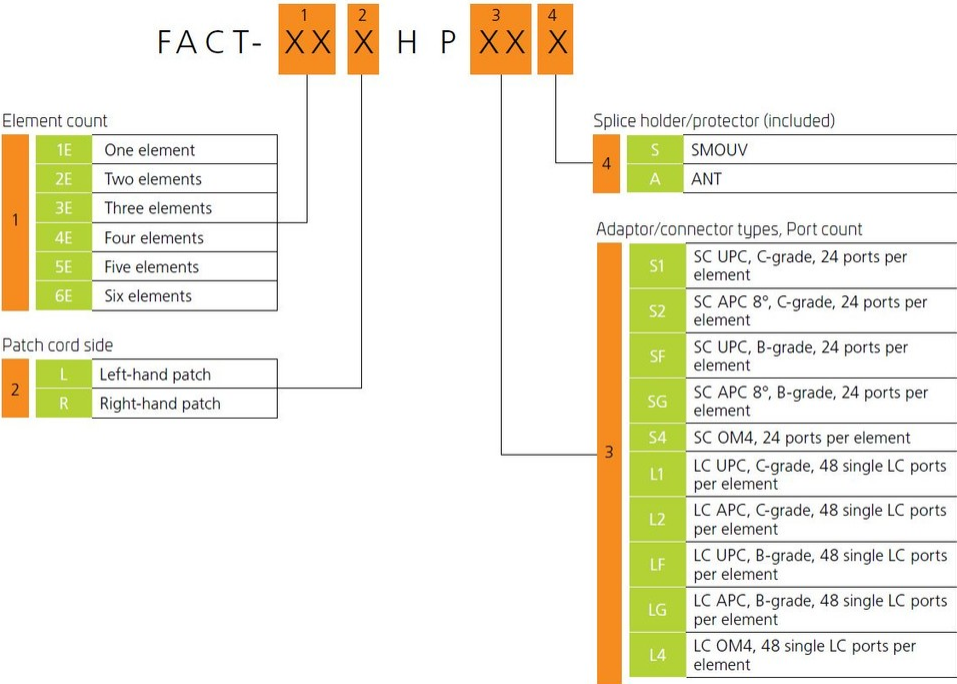 1 2 3 4
FACT- XX X H P XX X
Element count
1
1E One element
2E Two elements
3E Three elements
4E Four elements
5E Five elements
6E Six elements
Patch cord side
2
L Left-hand patch
R Right-hand patch
Splice holder/protector (included)
4
S SMOUV
A ANT
Adaptor/connector types, Port count
3
S1 SC UPC, C-grade, 24 ports per
element
S2 SC APC 8°, C-grade, 24 ports per
element
SF SC UPC, B-grade, 24 ports per
element
SG SC APC 8°, B-grade, 24 ports per
element
S4 SC OM4, 24 ports per element
L1 LC UPC, C-grade, 48 single LC ports
per element
L2 LC APC, C-grade, 48 single LC ports
per element
LF LC UPC, B-grade, 48 single LC ports
per element
LG LC APC, B-grade, 48 single LC ports
per element
L4 LC OM4, 48 single LC ports per
element